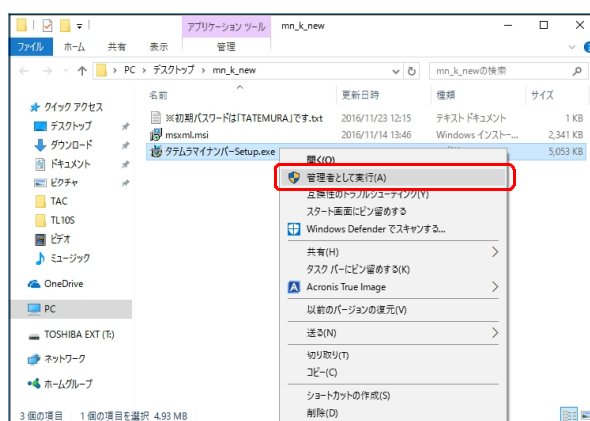 アプリケーション ツール mn_k_new
ファイル ホーム 共有 表示 管理
PC › デスクトップ › mn_k_new mn_k_newの検索
名前 更新日時 種類 サイズ
クイック アクセス
デスクトップ
ダウンロード
ドキュメント
ピクチャ
TAC
TL10S
ビデオ
ミュージック
OneDrive
PC
TOSHIBA EXT (T:)
ネットワーク
ホームグループ
※初期パスワードは「TATEMURA」です.txt 2016/11/23 12:15 テキスト ドキュメント 1 KB
msxml.msi 2016/11/14 13:46 Windows インストー... 2,341 KB
タテムラマイナンバーSetup.exe 5,053 KB
開く(O)
管理者として実行(A)
互換性のトラブルシューティング(Y)
スタート画面にピン留めする
Windows Defender でスキャンする...
共有(H)
タスク バーにピン留めする(K)
Acronis True Image
以前のバージョンの復元(V)
送る(N)
切り取り(T)
コピー(C)
ショートカットの作成(S)
削除(D)
3 個の項目 1 個の項目を選択 4.93 MB